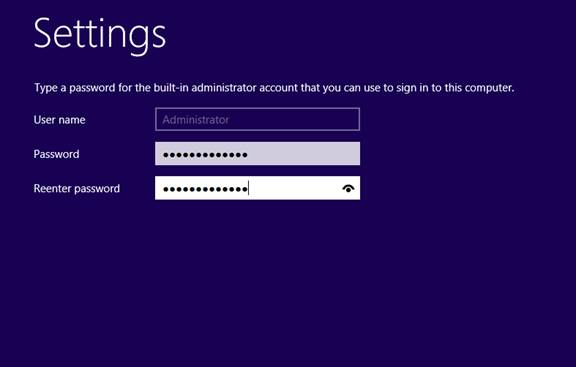 Settings
Type a password for the built-in administrator account that you can use to sign in to this computer.
User name Administrator
Password •••••••••••••
Reenter password •••••••••••••